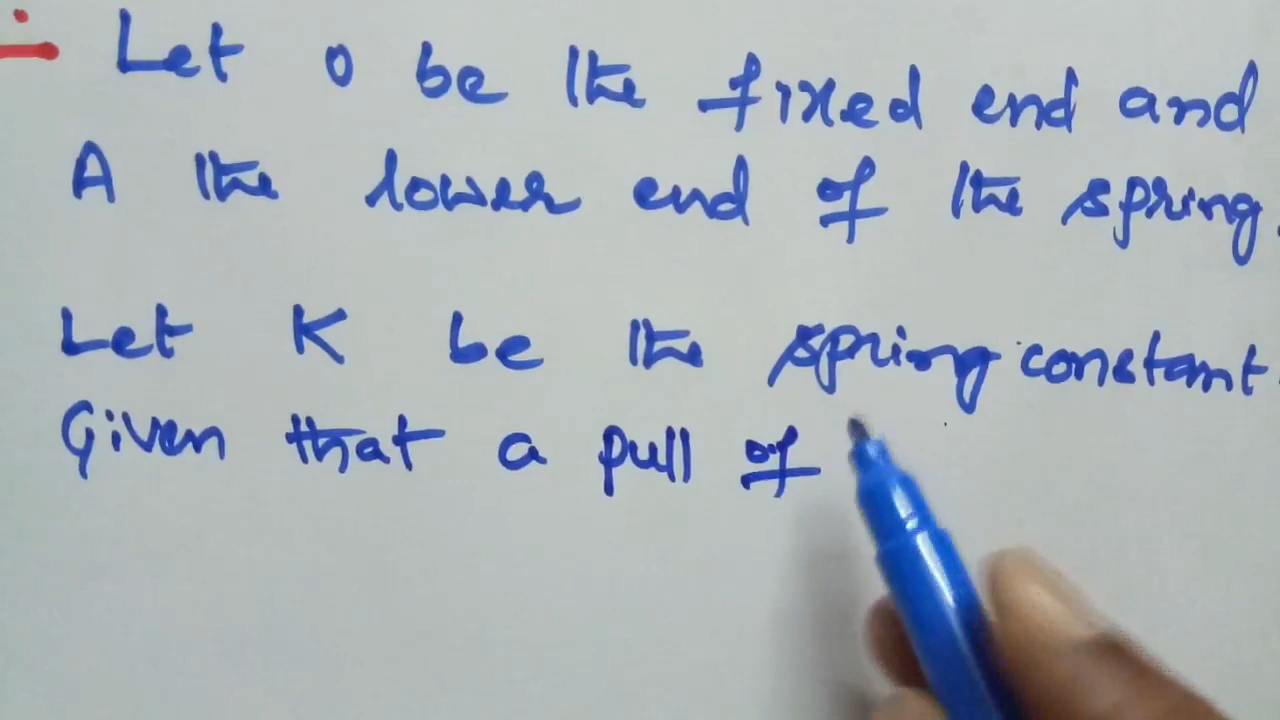 Let O be the fixed end and
A the lower end of the spring.
Let K be the spring constant.
Given that a pull of